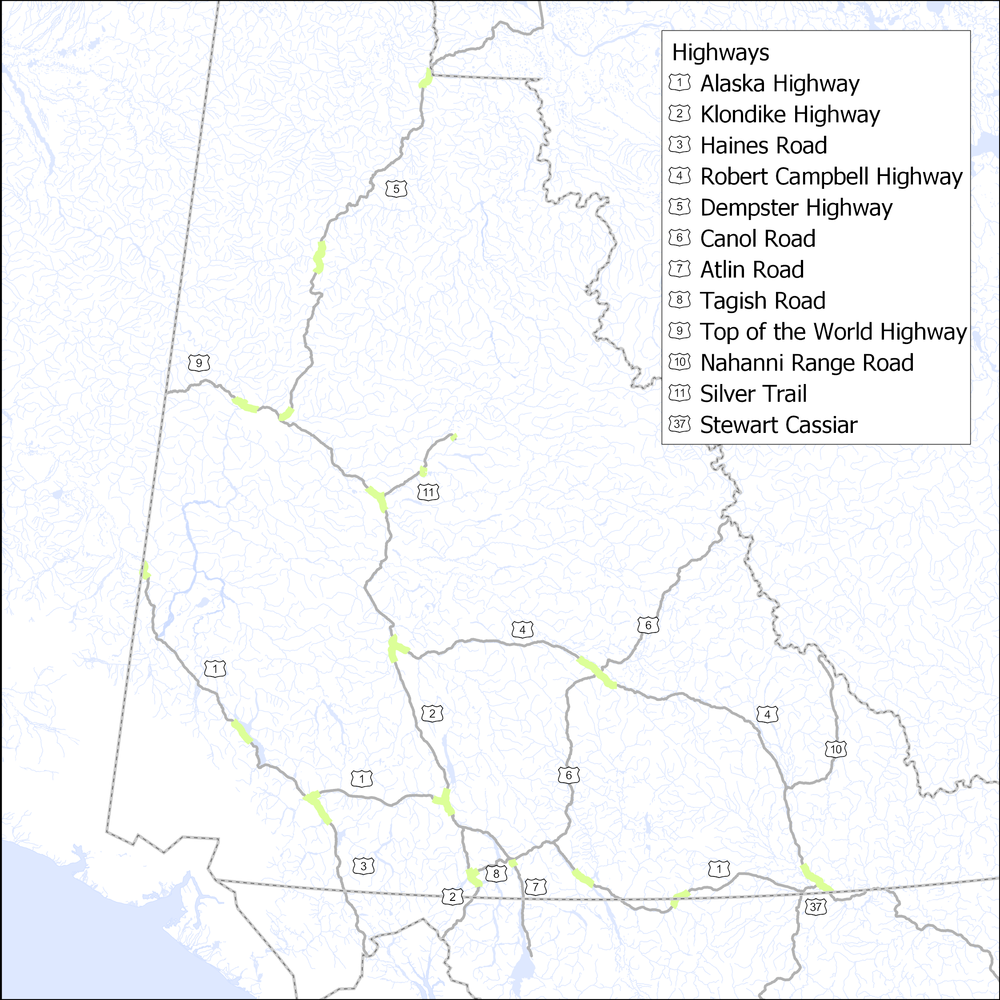 Highways
1 Alaska Highway
2 Klondike Highway
3 Haines Road
4 Robert Campbell Highway
5 Dempster Highway
6 Canol Road
7 Atlin Road
8 Tagish Road
9 Top of the World Highway
10 Nahanni Range Road
11 Silver Trail
37 Stewart Cassiar
5
9
11
4
6
1
2
4
10
6
1
3
8
1
7
2
37